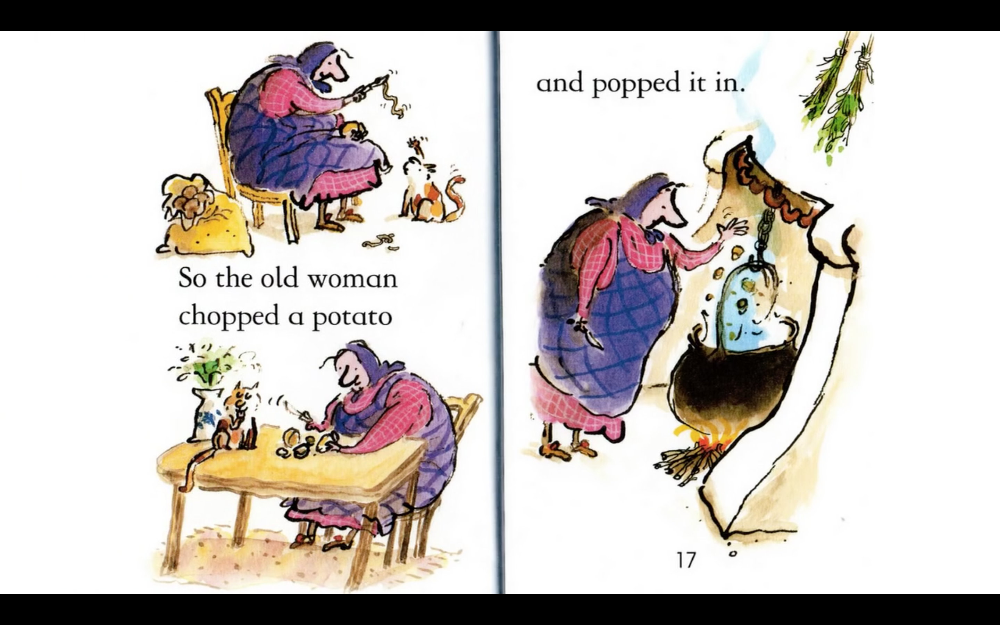 So the old woman
chopped a potato
and popped it in.
17